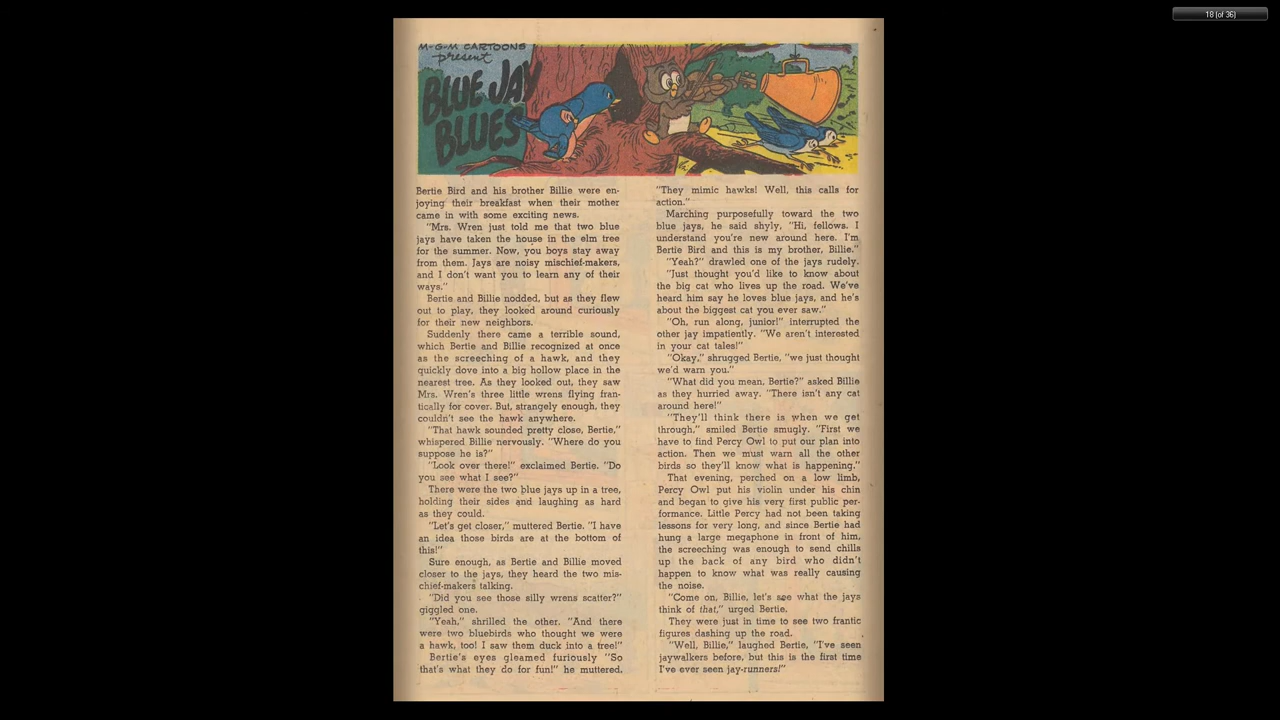 18 (of 36)
M-G-M CARTOONS
present
BLUE JAY
BLUES
Bertie Bird and his brother Billie were en-
joying their breakfast when their mother
came in with some exciting news.
"Mrs. Wren just told me that two blue
jays have taken the house in the elm tree
for the summer. Now, you boys stay away
from them. Jays are noisy mischief-makers,
and I don't want you to learn any of their
ways."
Bertie and Billie nodded, but as they flew
out to play, they looked around curiously
for their new neighbors.
Suddenly there came a terrible sound,
which Bertie and Billie recognized at once
as the screeching of a hawk, and they
quickly dove into a big hollow place in the
nearest tree. As they looked out, they saw
Mrs. Wren's three little wrens flying fran-
tically for cover. But, strangely enough, they
couldn't see the hawk anywhere.
"That hawk sounded pretty close, Bertie,"
whispered Billie nervously. "Where do you
suppose he is?"
"Look over there!" exclaimed Bertie. "Do
you see what I see?"
There were the two blue jays up in a tree,
holding their sides and laughing as hard
as they could.
"Let's get closer," muttered Bertie. "I have
an idea those birds are at the bottom of
this!"
Sure enough, as Bertie and Billie moved
closer to the jays, they heard the two mis-
chief-makers talking.
"Did you see those silly wrens scatter?"
giggled one.
"Yeah," shrilled the other. "And there
were two bluebirds who thought we were
a hawk, too! I saw them duck into a tree!"
Bertie's eyes gleamed furiously "So
that's what they do for fun!" he muttered.
"They mimic hawks! Well, this calls for
action."
Marching purposefully toward the two
blue jays, he said shyly, "Hi, fellows. I
understand you're new around here. I'm
Bertie Bird and this is my brother, Billie."
"Yeah?" drawled one of the jays rudely.
"Just thought you'd like to know about
the big cat who lives up the road. We've
heard him say he loves blue jays, and he's
about the biggest cat you ever saw."
"Oh, run along, junior!" interrupted the
other jay impatiently. "We aren't interested
in your cat tales!"
"Okay," shrugged Bertie, "we just thought
we'd warn you."
"What did you mean, Bertie?" asked Billie
as they hurried away. "There isn't any cat
around here!"
"They'll think there is when we get
through," smiled Bertie smugly. "First we
have to find Percy Owl to put our plan into
action. Then we must warn all the other
birds so they'll know what is happening."
That evening, perched on a low limb,
Percy Owl put his violin under his chin
and began to give his very first public per-
formance. Little Percy had not been taking
lessons for very long, and since Bertie had
hung a large megaphone in front of him,
the screeching was enough to send chills
up the back of any bird who didn't
happen to know what was really causing
the noise.
"Come on, Billie, let's see what the jays
think of that," urged Bertie.
They were just in time to see two frantic
figures dashing up the road.
"Well, Billie," laughed Bertie, "I've seen
jaywalkers before, but this is the first time
I've ever seen jay-runners!"